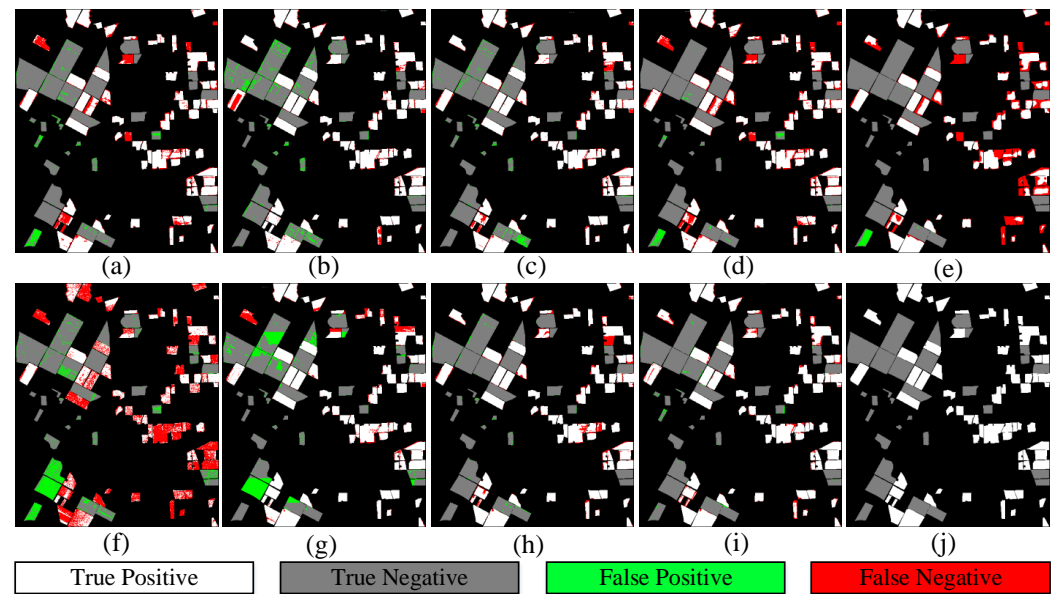 (a) (b) (c) (d) (e)
(f) (g) (h) (i) (j)
True Positive True Negative False Positive False Negative